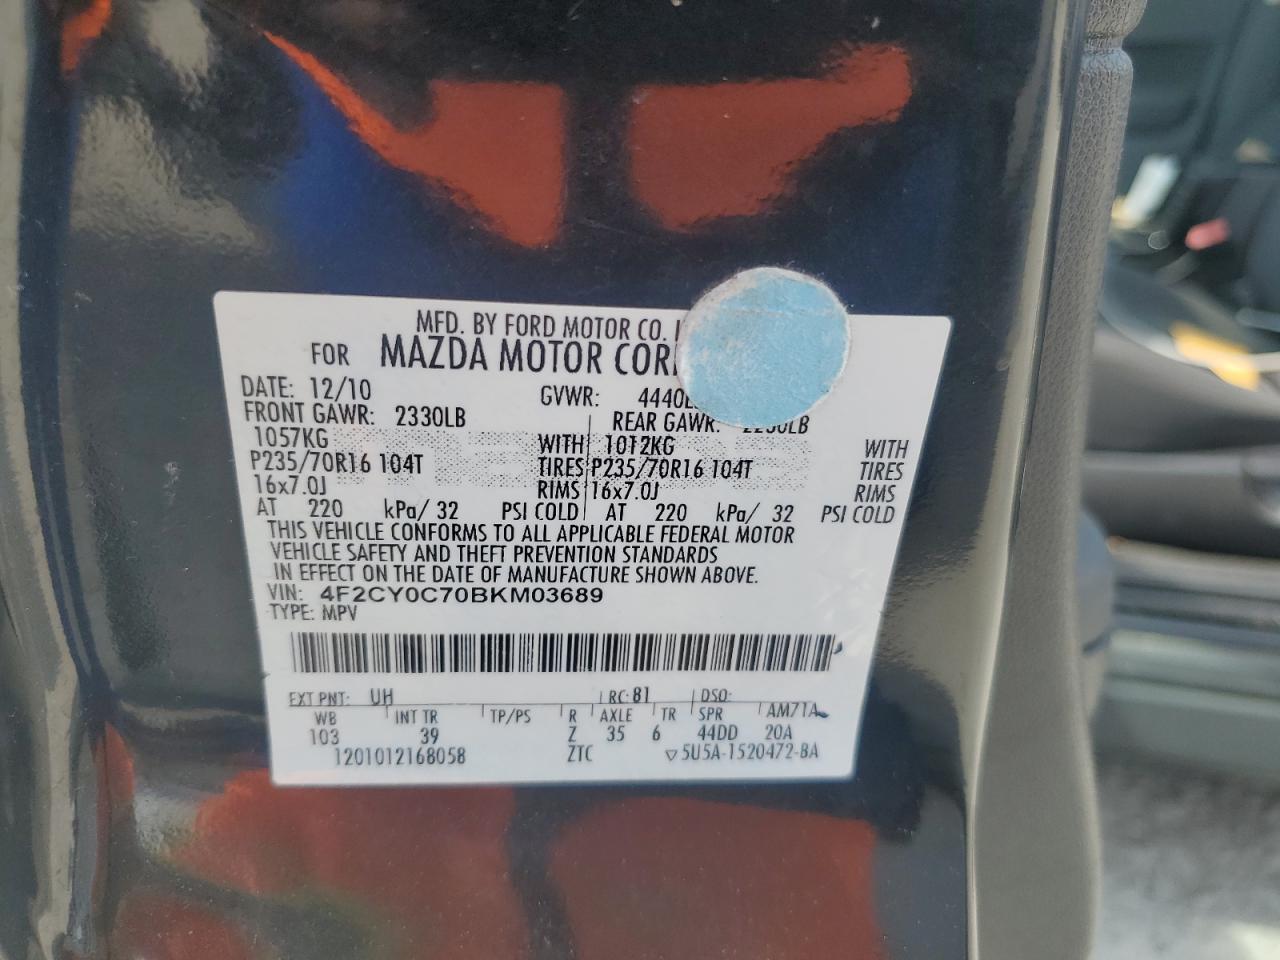 MFD. BY FORD MOTOR CO.
FOR MAZDA MOTOR
DATE: 12/10 GVWR:
FRONT GAWR: 2330LB REAR GAWR:
1057KG WITH 1012KG WITH
P235/70R16 104T TIRES P235/70R16 104T TIRES
16x7.0J RIMS 16x7.0J RIMS
AT 220 kPa/ 32 PSI COLD AT 220 kPa/ 32 PSI COLD
THIS VEHICLE CONFORMS TO ALL APPLICABLE FEDERAL MOTOR
VEHICLE SAFETY AND THEFT PREVENTION STANDARDS
IN EFFECT ON THE DATE OF MANUFACTURE SHOWN ABOVE.
VIN: 4F2CY0C70BKM03689
TYPE: MPV
EXT PNT: UH RC: 81 DSO:
WB INT TR TP/PS R AXLE TR SPR AM71A
103 39 Z 35 6 44DD 20A
1201012168058 ZTC ▽5U5A-1520472-BA